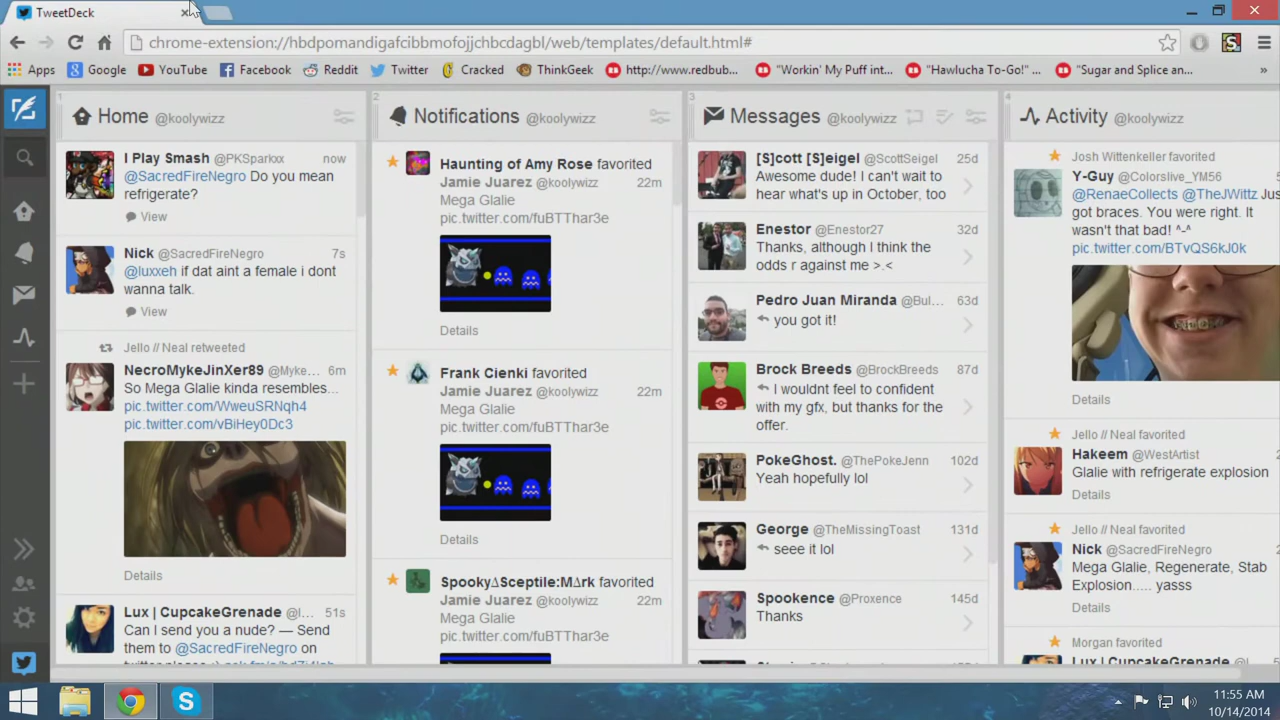 TweetDeck
chrome-extension://hbdpomandigafcibbmofojjchbcdagbl/web/templates/default.html#
Apps Google YouTube Facebook Reddit Twitter Cracked ThinkGeek http://www.redbub... "Workin' My Puff int... "Hawlucha To-Go!" ... "Sugar and Splice an... »
1
Home @koolywizz
I Play Smash @PKSparkxx now
@SacredFireNegro Do you mean
refrigerate?
View
Nick @SacredFireNegro 7s
@luxxeh if dat aint a female i dont
wanna talk.
View
Jello // Neal retweeted
NecroMykeJinXer89 @Myke... 6m
So Mega Glalie kinda resembles...
pic.twitter.com/WweuSRNqh4
pic.twitter.com/vBiHey0Dc3
Details
Lux | CupcakeGrenade @l... 51s
Can I send you a nude? — Send
them to @SacredFireNegro on
2
Notifications @koolywizz
Haunting of Amy Rose favorited
Jamie Juarez @koolywizz 22m
Mega Glalie
pic.twitter.com/fuBTThar3e
Details
Frank Cienki favorited
Jamie Juarez @koolywizz 22m
Mega Glalie
pic.twitter.com/fuBTThar3e
Details
Spooky∆Sceptile:M∆rk favorited
Jamie Juarez @koolywizz 22m
Mega Glalie
pic.twitter.com/fuBTThar3e
3
Messages @koolywizz
[S]cott [S]eigel @ScottSeigel 25d
Awesome dude! I can't wait to
hear what's up in October, too
Enestor @Enestor27 32d
Thanks, although I think the
odds r against me >.<
Pedro Juan Miranda @Bul... 63d
you got it!
Brock Breeds @BrockBreeds 87d
I wouldnt feel to confident
with my gfx, but thanks for the
offer.
PokeGhost. @ThePokeJenn 102d
Yeah hopefully lol
George @TheMissingToast 131d
seee it lol
Spookence @Proxence 145d
Thanks
4
Activity @koolywizz
Josh Wittenkeller favorited
Y-Guy @Colorslive_YM56
@RenaeCollects @TheJWittz Jus
got braces. You were right. It
wasn't that bad! ^-^
pic.twitter.com/BTvQS6kJ0k
Details
Jello // Neal favorited
Hakeem @WestArtist
Glalie with refrigerate explosion
Details
Jello // Neal favorited
Nick @SacredFireNegro
Mega Glalie, Regenerate, Stab
Explosion..... yasss
Details
Morgan favorited
Lux | CupcakeGrenade @l...
11:55 AM
10/14/2014